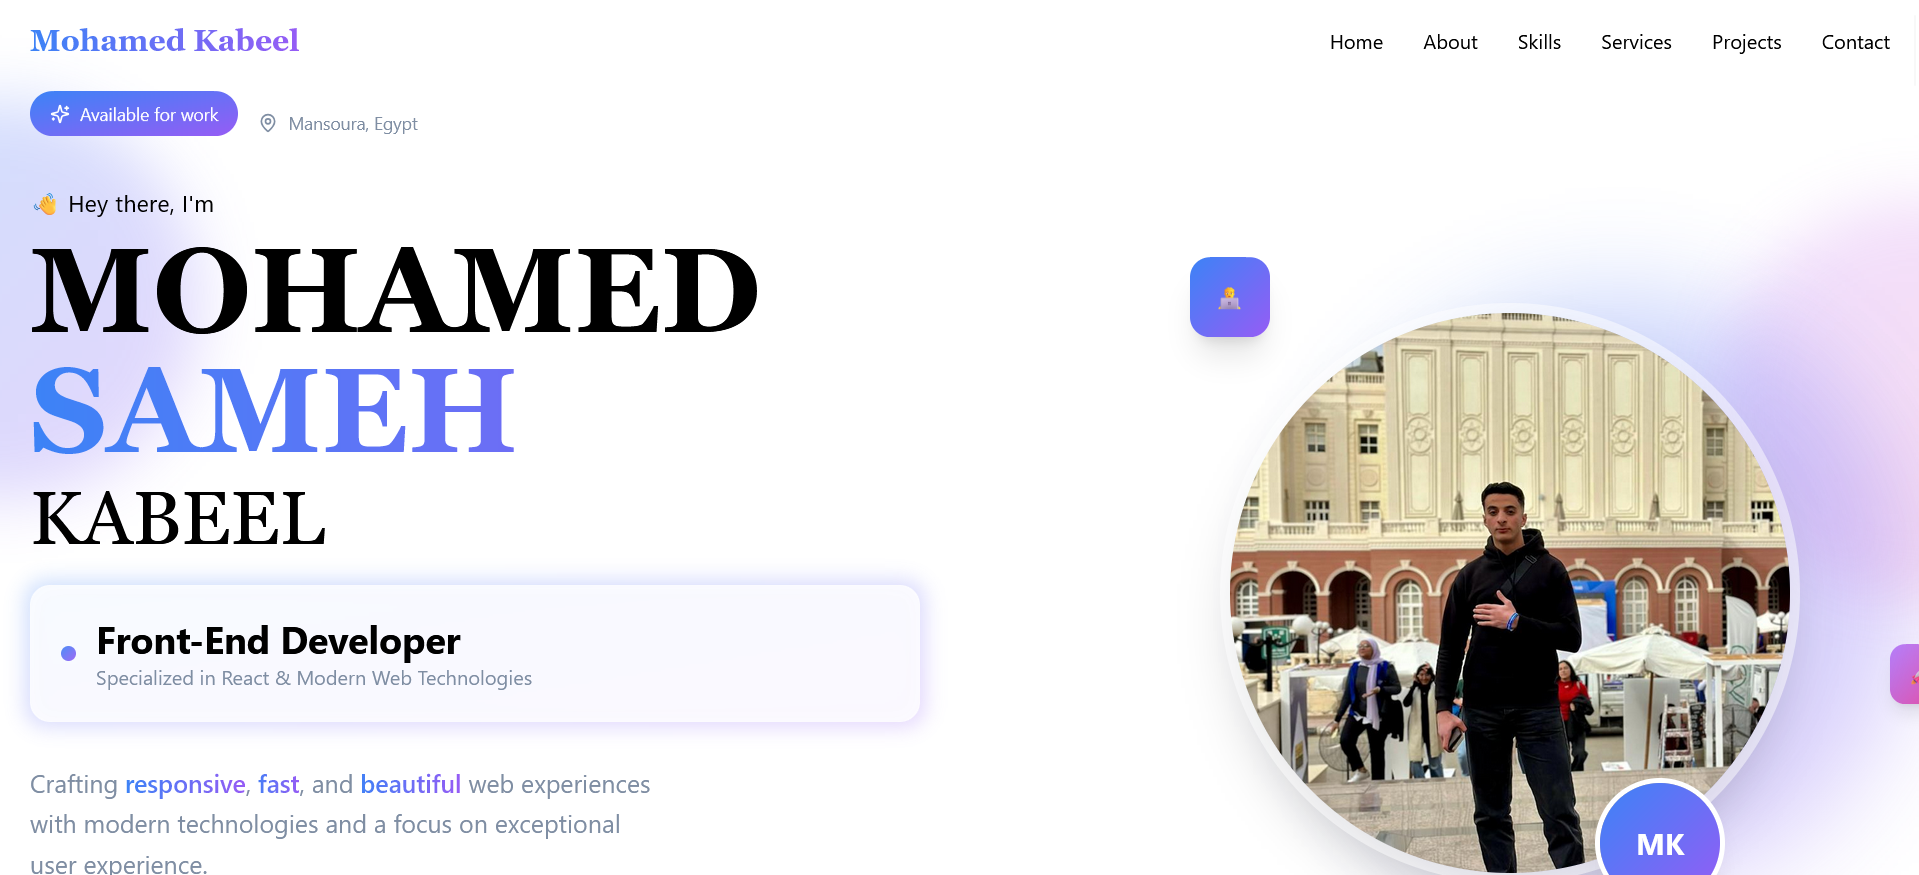 Mohamed Kabeel
Home About Skills Services Projects Contact
Available for work
Mansoura, Egypt
👋 Hey there, I'm
MOHAMED
SAMEH
KABEEL
Front-End Developer
Specialized in React & Modern Web Technologies
Crafting responsive, fast, and beautiful web experiences
with modern technologies and a focus on exceptional
user experience.
MK